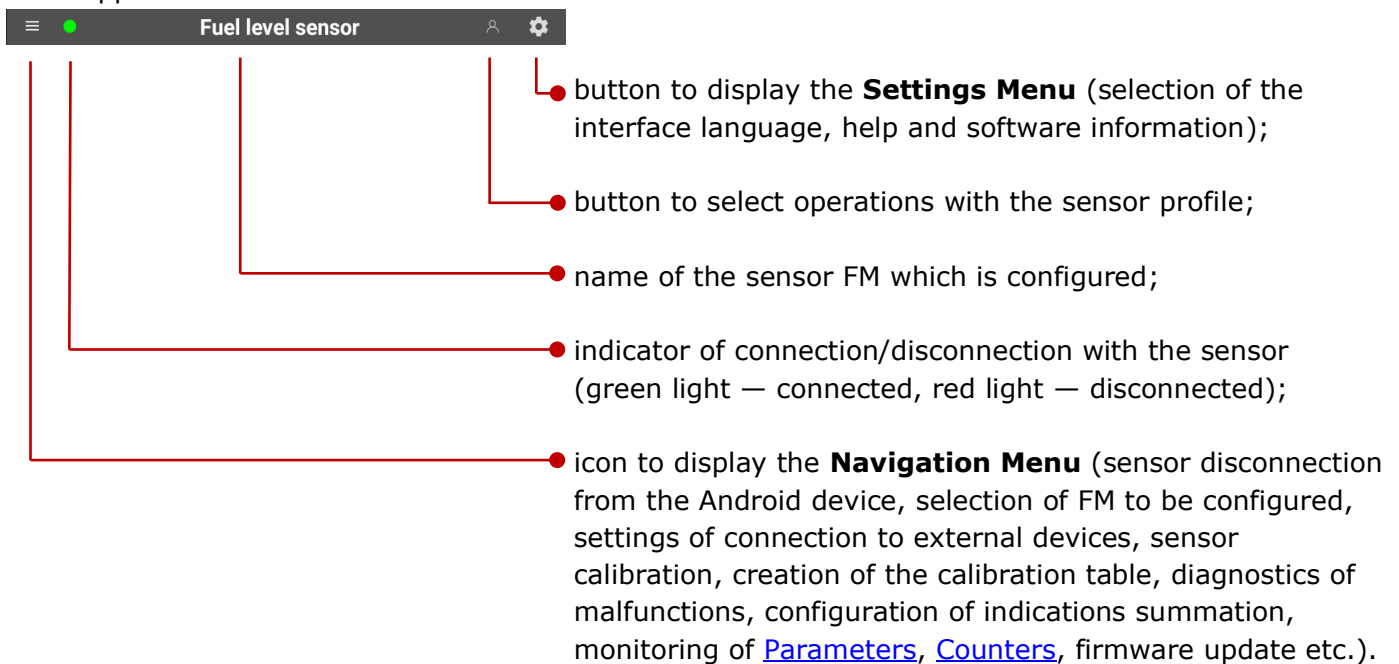 Fuel level sensor
button to display the Settings Menu (selection of the
interface language, help and software information);
button to select operations with the sensor profile;
name of the sensor FM which is configured;
indicator of connection/disconnection with the sensor
(green light — connected, red light — disconnected);
icon to display the Navigation Menu (sensor disconnection
from the Android device, selection of FM to be configured,
settings of connection to external devices, sensor
calibration, creation of the calibration table, diagnostics of
malfunctions, configuration of indications summation,
monitoring of Parameters, Counters, firmware update etc.).